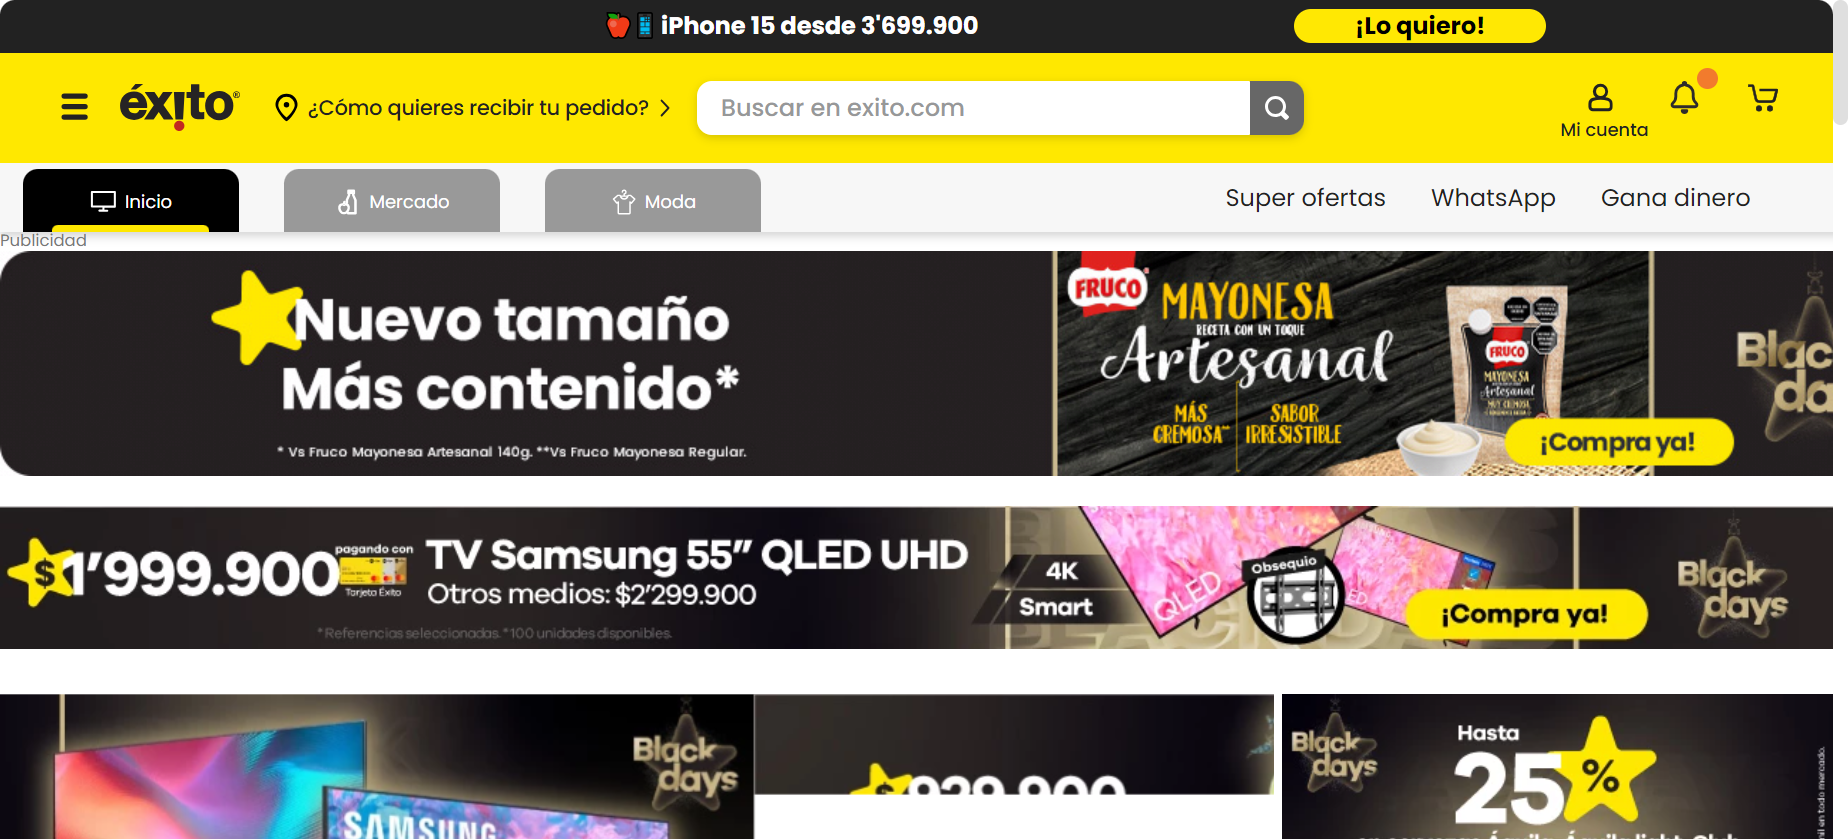 iPhone 15 desde 3'699.900
¡Lo quiero!
éxito®
¿Cómo quieres recibir tu pedido?
Buscar en exito.com
Mi cuenta
Inicio
Mercado
Moda
Super ofertas
WhatsApp
Gana dinero
Publicidad
Nuevo tamaño
Más contenido*
* Vs Fruco Mayonesa Artesanal 140g. **Vs Fruco Mayonesa Regular.
FRUCO
MAYONESA
RECETA CON UN TOQUE
Artesanal
MÁS
CREMOSA**
SABOR
IRRESISTIBLE
FRUCO
MAYONESA
Artesanal
MUY CREMOSA
¡Compra ya!
Blac
da
$1'999.900
pagando con
Tarjeta Éxito
TV Samsung 55” QLED UHD
Otros medios: $2'299.900
*Referencias seleccionadas. *100 unidades disponibles.
4K
Smart
QLED
Obsequio
¡Compra ya!
Black
days
Black
days
SAMSUNG
$929.900
Black
days
Hasta
25%